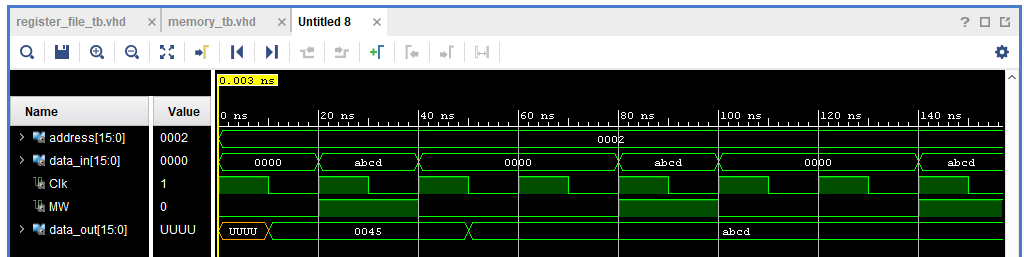 register_file_tb.vhd × memory_tb.vhd × Untitled 8 ×
0.003 ns
Name Value 0 ns 20 ns 40 ns 60 ns 80 ns 100 ns 120 ns 140 ns
address[15:0] 0002 0002
data_in[15:0] 0000 0000 abcd 0000 abcd 0000 abcd
Clk 1
MW 0
data_out[15:0] UUUU UUUU 0045 abcd